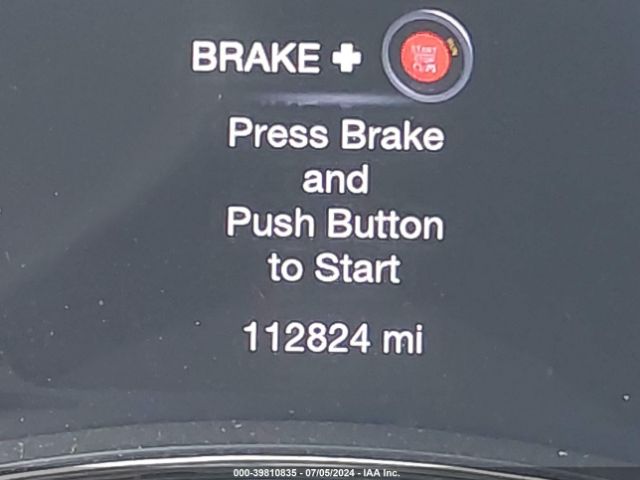 BRAKE +
START
STOP
RUN
Press Brake
and
Push Button
to Start
112824 mi
000-39810835 - 07/05/2024 - IAA Inc.